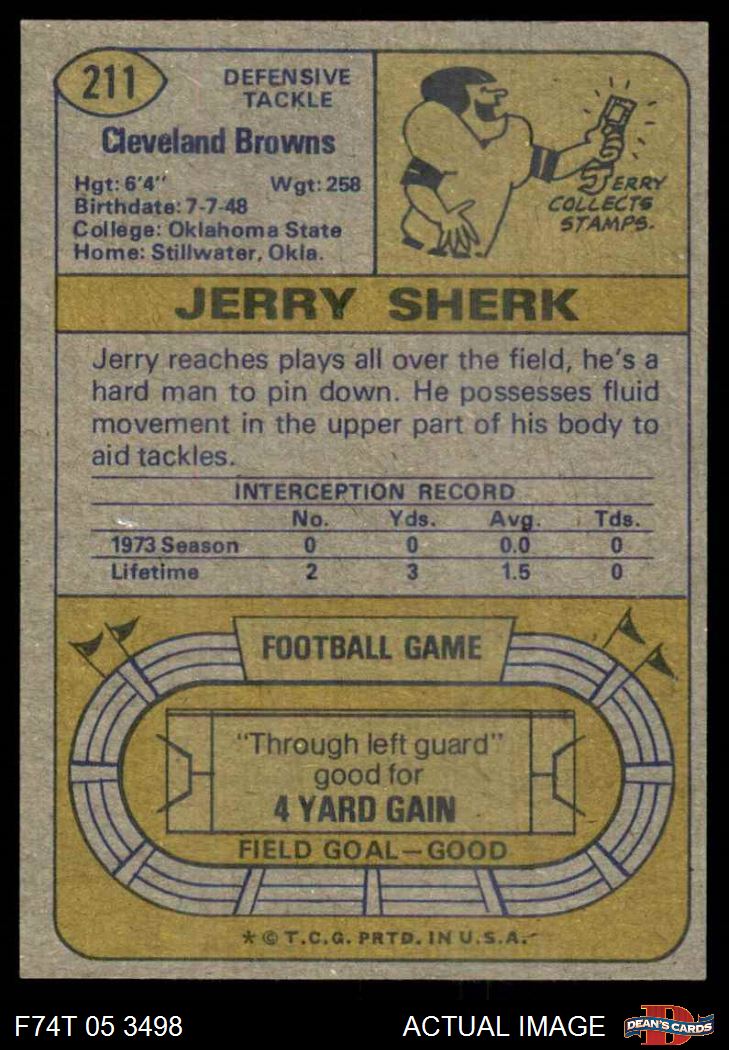 211
DEFENSIVE
TACKLE
Cleveland Browns
Hgt: 6'4" Wgt: 258
Birthdate: 7-7-48
College: Oklahoma State
Home: Stillwater, Okla.
JERRY
COLLECTS
STAMPS.
JERRY SHERK
Jerry reaches plays all over the field, he's a
hard man to pin down. He possesses fluid
movement in the upper part of his body to
aid tackles.
INTERCEPTION RECORD
No. Yds. Avg. Tds.
1973 Season 0 0 0.0 0
Lifetime 2 3 1.5 0
FOOTBALL GAME
"Through left guard"
good for
4 YARD GAIN
FIELD GOAL—GOOD
* © T.C.G. PRTD. IN U.S.A.
F74T 05 3498 ACTUAL IMAGE
D
DEAN'S CARDS